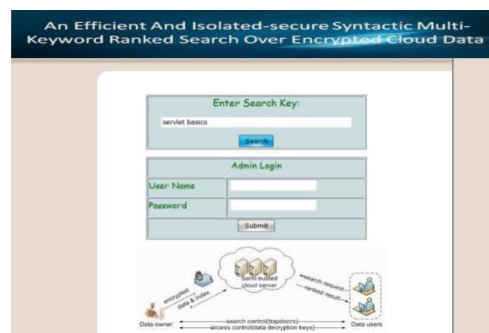 An Efficient And Isolated-secure Syntactic Multi-
Keyword Ranked Search Over Encrypted Cloud Data
Enter Search Key:
servlet basics
Search
Admin Login
User Name
Password
Submit
Semi-trusted
cloud server
encrypted
data & index
search request
ranked result
search control(trapdoors)
access control(data decryption keys)
Data owner
Data users